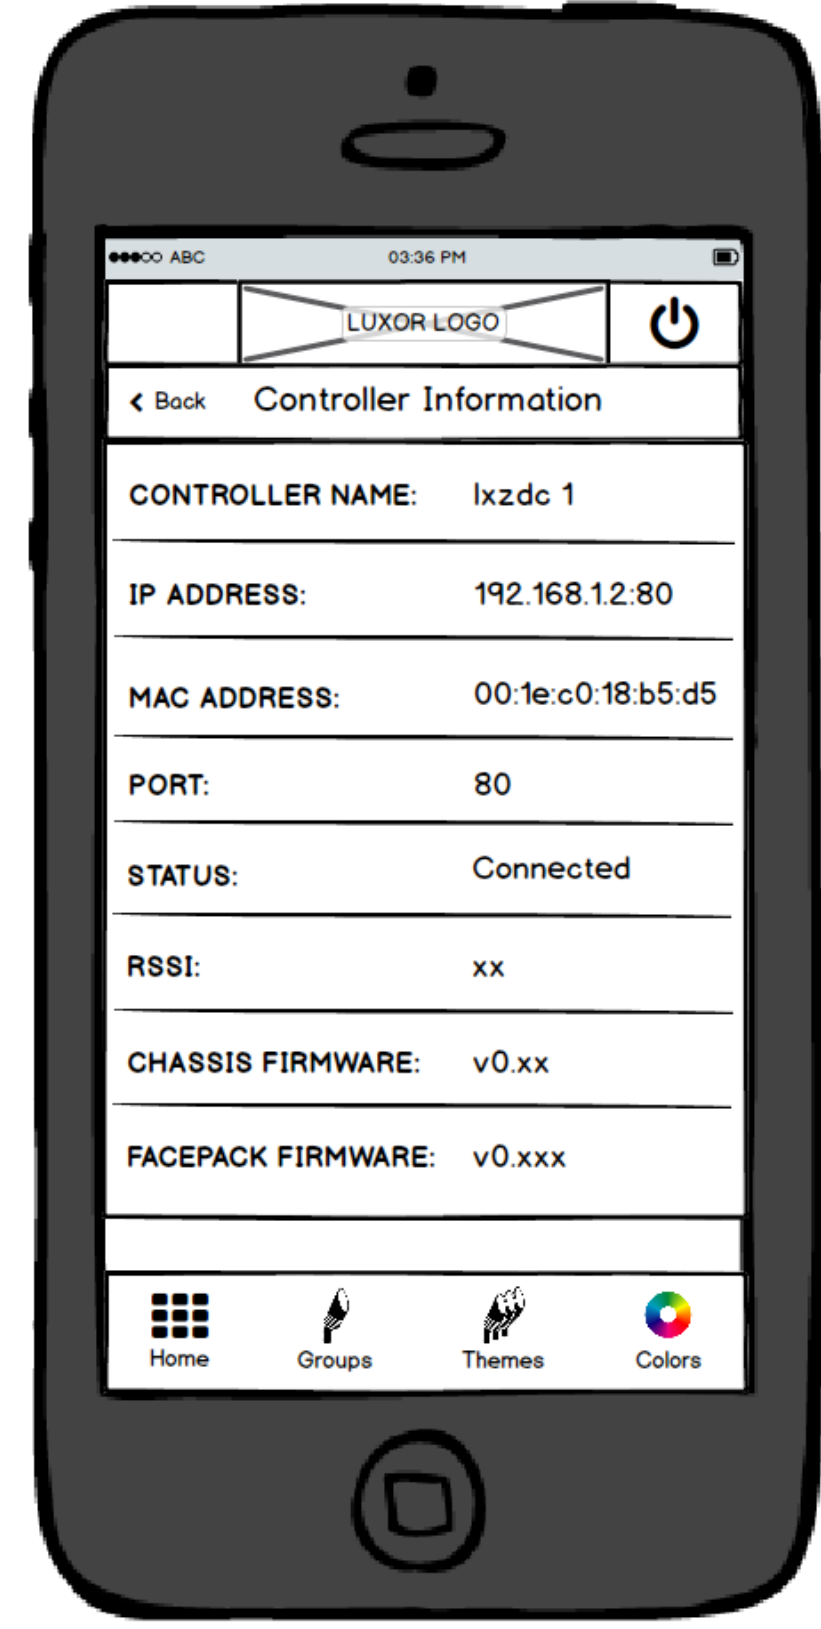 ABC 03:36 PM
LUXOR LOGO
Back Controller Information
CONTROLLER NAME: lxzdc 1
IP ADDRESS: 192.168.1.2:80
MAC ADDRESS: 00:1e:c0:18:b5:d5
PORT: 80
STATUS: Connected
RSSI: xx
CHASSIS FIRMWARE: v0.xx
FACEPACK FIRMWARE: v0.xxx
Home Groups Themes Colors